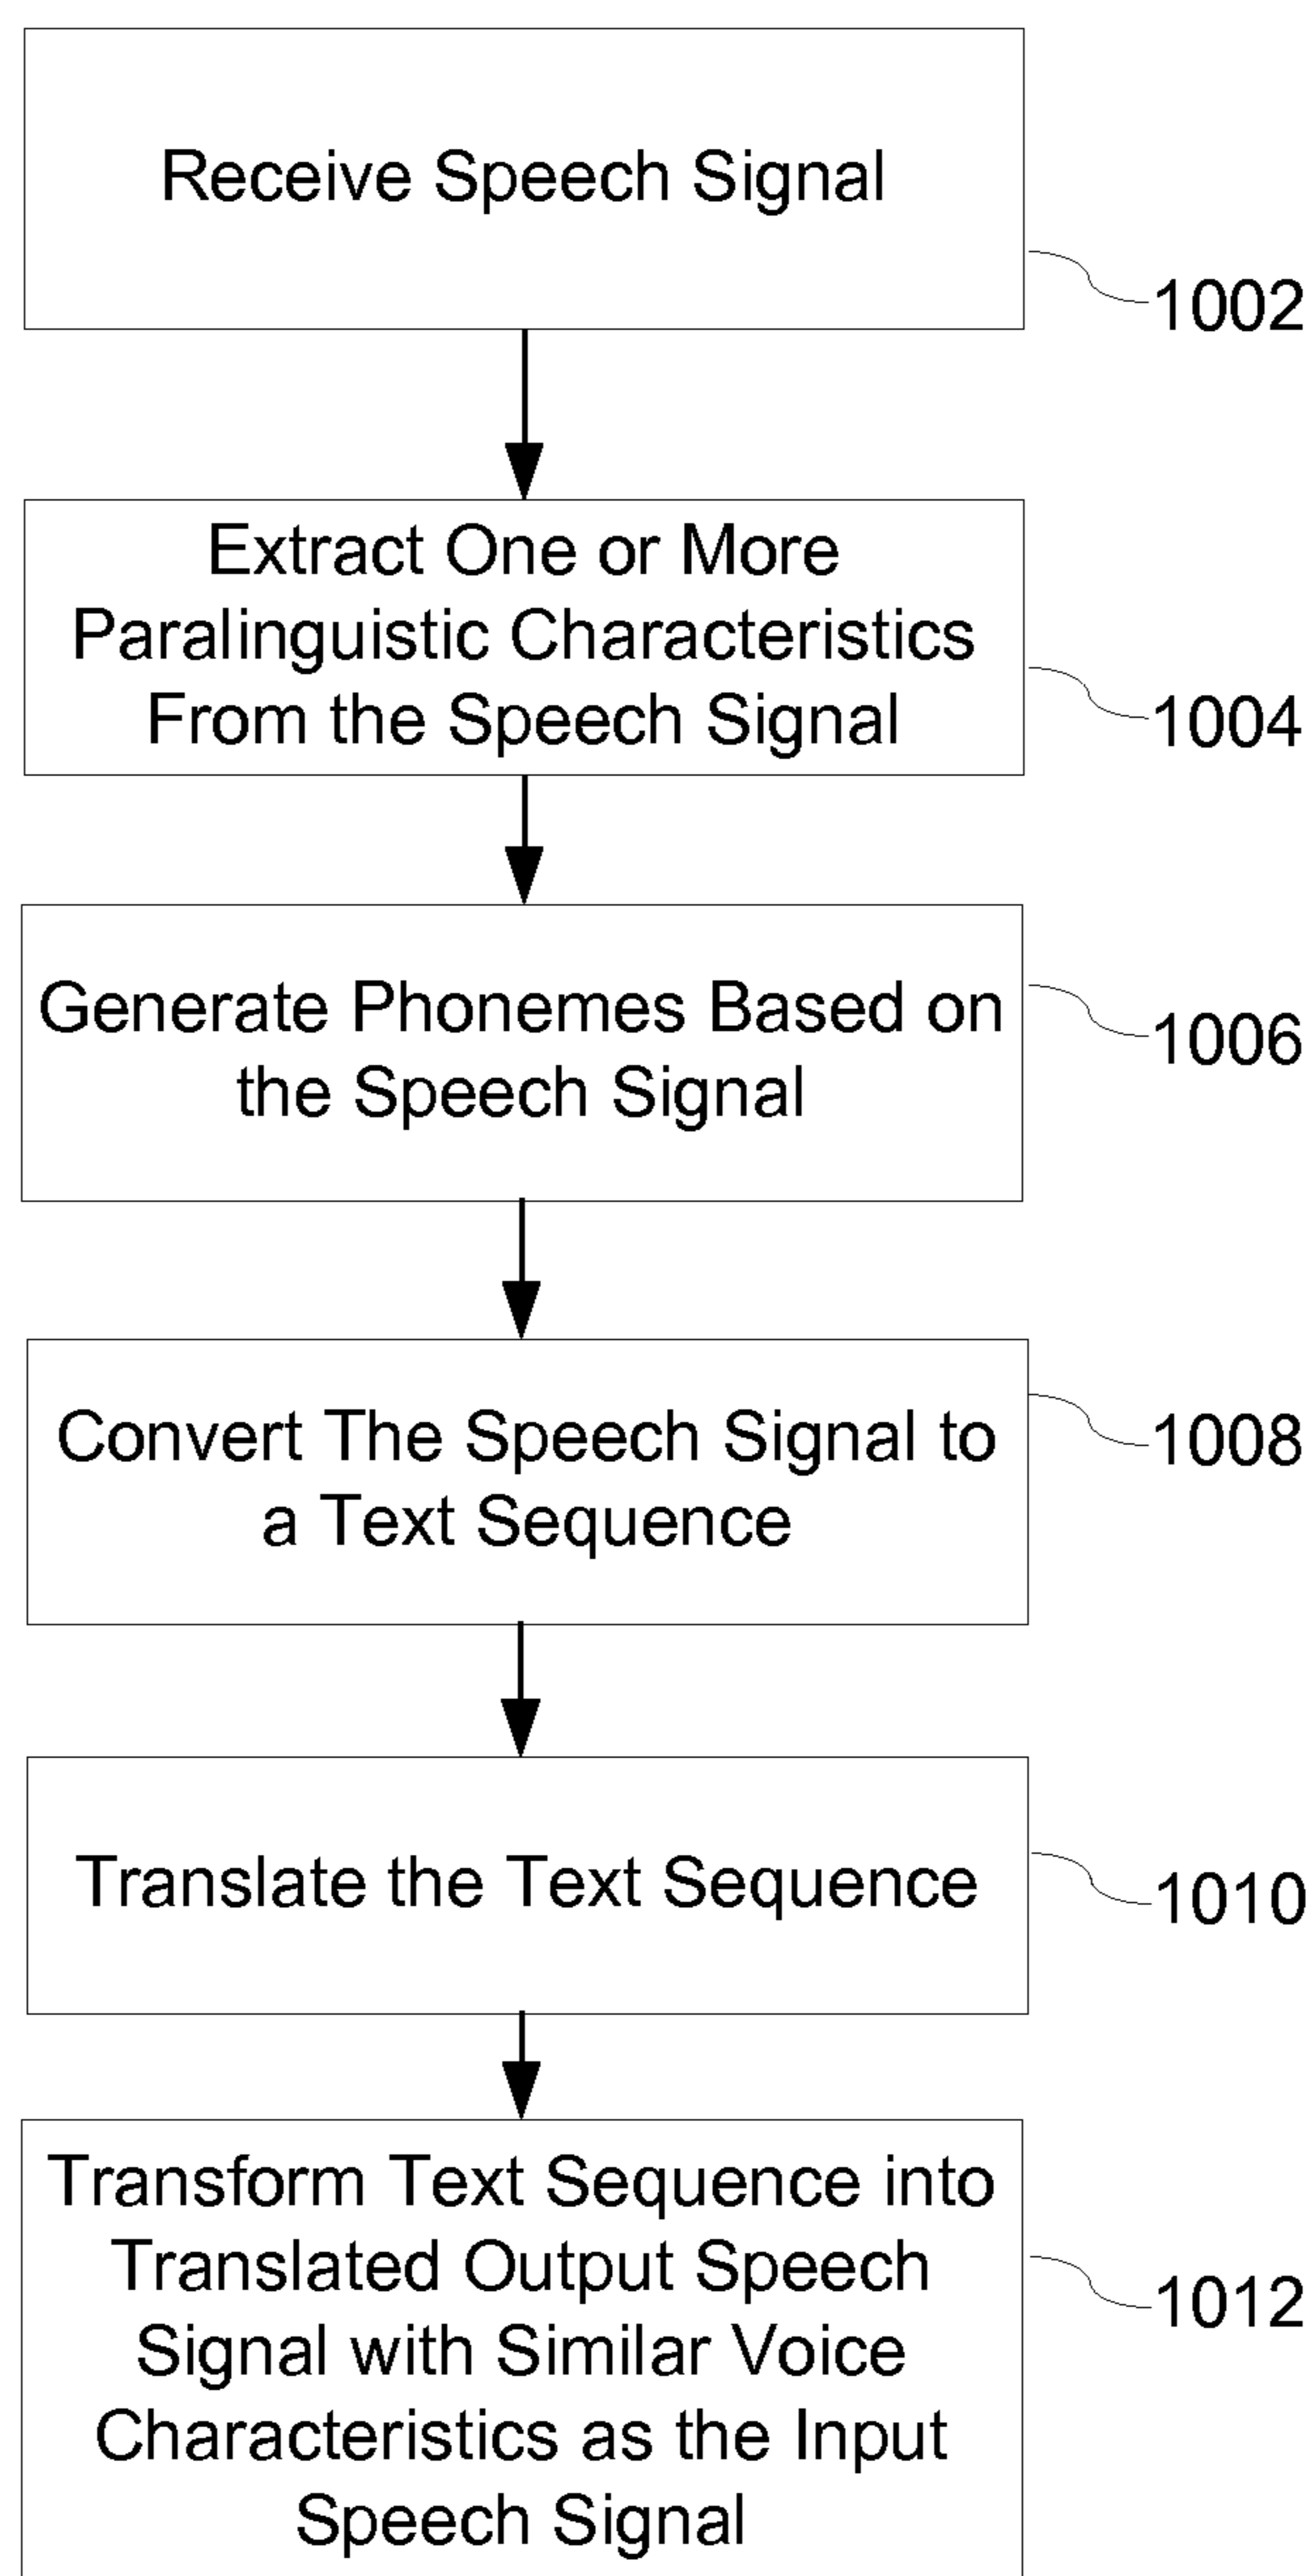 Receive Speech Signal
1002
Extract One or More
Paralinguistic Characteristics
From the Speech Signal
1004
Generate Phonemes Based on
the Speech Signal
1006
Convert The Speech Signal to
a Text Sequence
1008
Translate the Text Sequence
1010
Transform Text Sequence into
Translated Output Speech
Signal with Similar Voice
Characteristics as the Input
Speech Signal
1012